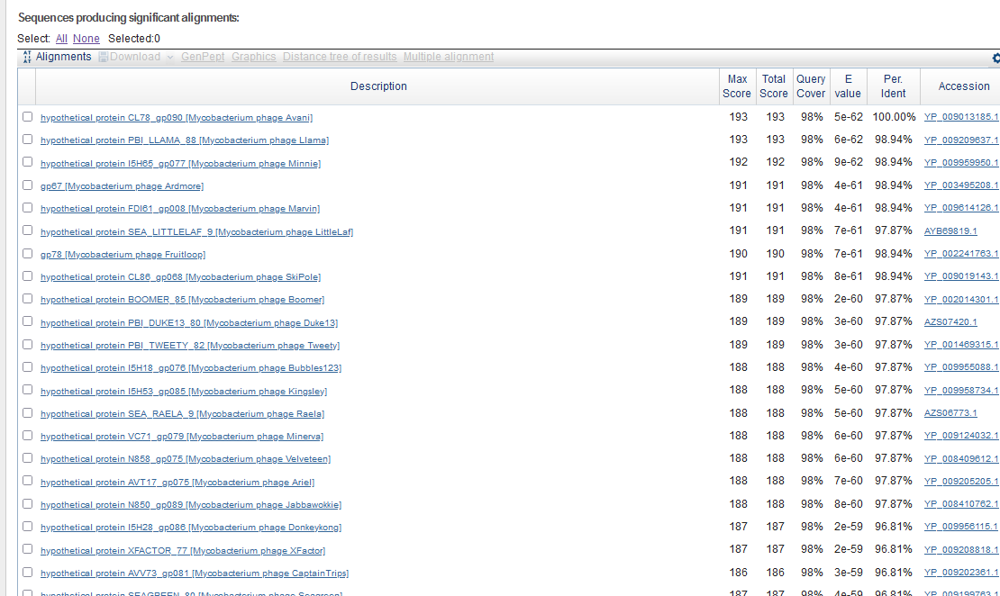 Sequences producing significant alignments:
Select: All None Selected:0
Alignments Download GenPept Graphics Distance tree of results Multiple alignment
Description Max Score Total Score Query Cover E value Per. Ident Accession
hypothetical protein CL78_gp090 [Mycobacterium phage Avani] 193 193 98% 5e-62 100.00% YP_009013185.1
hypothetical protein PBI_LLAMA_88 [Mycobacterium phage Llama] 193 193 98% 6e-62 98.94% YP_009209637.1
hypothetical protein I5H65_gp077 [Mycobacterium phage Minnie] 192 192 98% 9e-62 98.94% YP_009959950.1
gp67 [Mycobacterium phage Ardmore] 191 191 98% 4e-61 98.94% YP_003495208.1
hypothetical protein FDI61_gp008 [Mycobacterium phage Marvin] 191 191 98% 4e-61 98.94% YP_009614126.1
hypothetical protein SEA_LITTLELAF_9 [Mycobacterium phage LittleLaf] 191 191 98% 7e-61 97.87% AYB69819.1
gp78 [Mycobacterium phage Fruitloop] 190 190 98% 7e-61 98.94% YP_002241763.1
hypothetical protein CL86_gp068 [Mycobacterium phage SkiPole] 191 191 98% 8e-61 98.94% YP_009019143.1
hypothetical protein BOOMER_85 [Mycobacterium phage Boomer] 189 189 98% 2e-60 97.87% YP_002014301.1
hypothetical protein PBI_DUKE13_80 [Mycobacterium phage Duke13] 189 189 98% 3e-60 97.87% AZS07420.1
hypothetical protein PBI_TWEETY_82 [Mycobacterium phage Tweety] 189 189 98% 3e-60 97.87% YP_001469315.1
hypothetical protein I5H18_gp076 [Mycobacterium phage Bubbles123] 188 188 98% 4e-60 97.87% YP_009955088.1
hypothetical protein I5H53_gp085 [Mycobacterium phage Kingsley] 188 188 98% 5e-60 97.87% YP_009958734.1
hypothetical protein SEA_RAELA_9 [Mycobacterium phage Raela] 188 188 98% 5e-60 97.87% AZS06773.1
hypothetical protein VC71_gp079 [Mycobacterium phage Minerva] 188 188 98% 6e-60 97.87% YP_009124032.1
hypothetical protein N858_gp075 [Mycobacterium phage Velveteen] 188 188 98% 6e-60 97.87% YP_008409612.1
hypothetical protein AVT17_gp075 [Mycobacterium phage Ariel] 188 188 98% 7e-60 97.87% YP_009205205.1
hypothetical protein N850_gp089 [Mycobacterium phage Jabbawokkie] 188 188 98% 8e-60 97.87% YP_008410762.1
hypothetical protein I5H28_gp086 [Mycobacterium phage Donkeykong] 187 187 98% 2e-59 96.81% YP_009956115.1
hypothetical protein XFACTOR_77 [Mycobacterium phage XFactor] 187 187 98% 2e-59 96.81% YP_009208818.1
hypothetical protein AVV73_gp081 [Mycobacterium phage CaptainTrips] 186 186 98% 3e-59 96.81% YP_009202361.1
hypothetical protein SEAGREEN_80 [Mycobacterium phage Seagreen] 187 187 98% 4e-59 96.81% YP_009199763.1